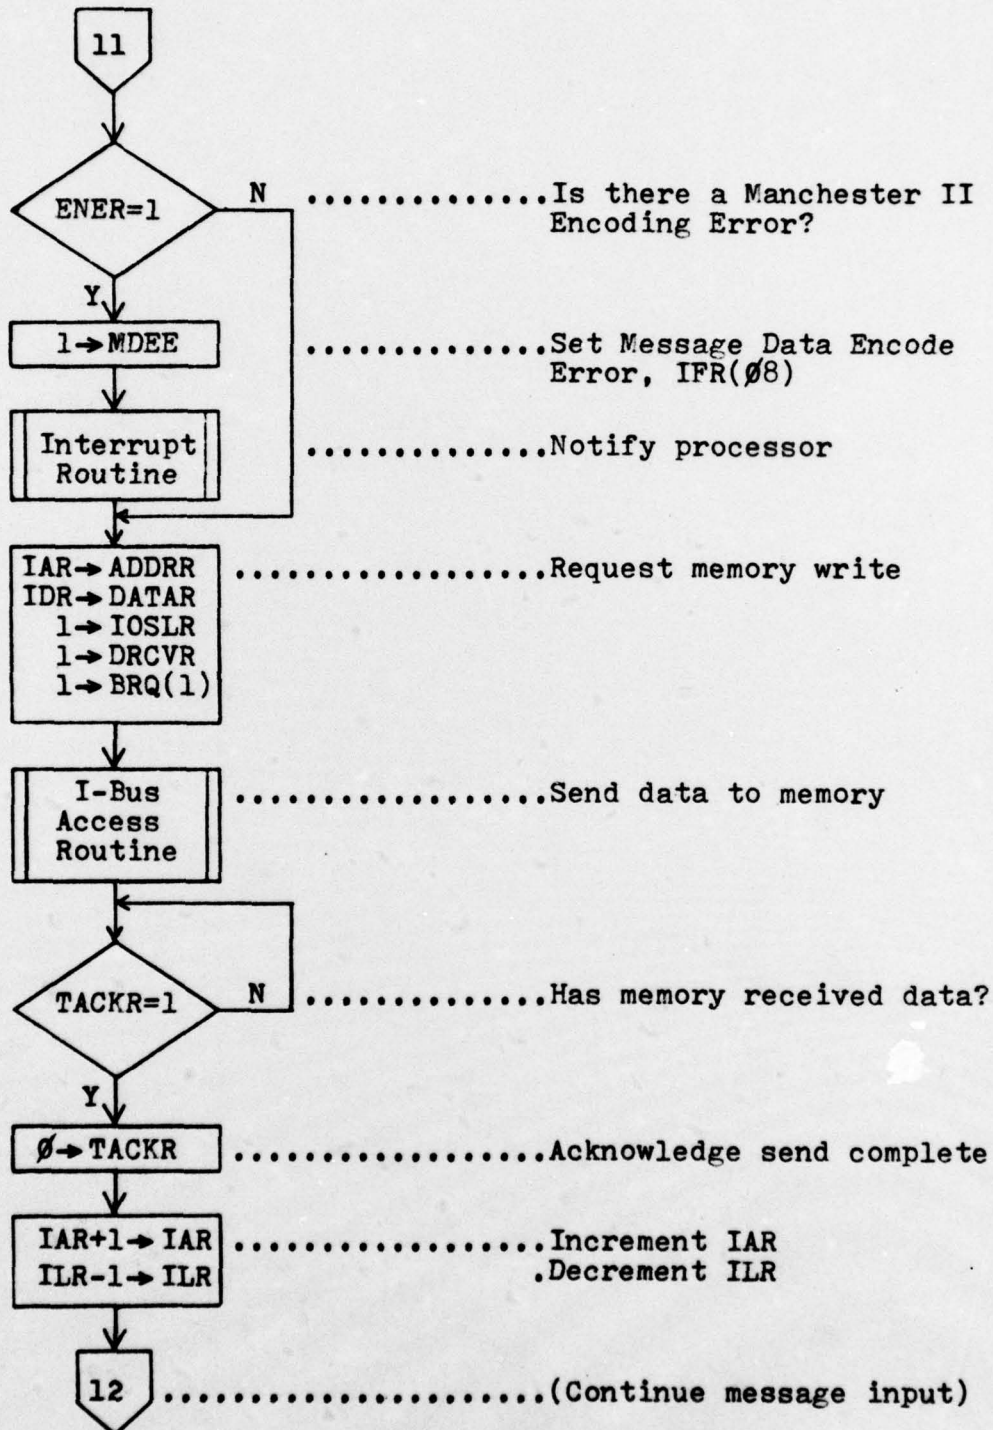 11
ENER=1 N ..............Is there a Manchester II
Encoding Error?
Y
1→MDEE ..............Set Message Data Encode
Error, IFR(Ø8)
Interrupt ..............Notify processor
Routine
IAR→ADDRR ..................Request memory write
IDR→DATAR
1→IOSLR
1→DRCVR
1→BRQ(1)
I-Bus ..................Send data to memory
Access
Routine
TACKR=1 N ..............Has memory received data?
Y
Ø→TACKR ..................Acknowledge send complete
IAR+1→IAR ..................Increment IAR
ILR-1→ILR .Decrement ILR
12 ......................(Continue message input)